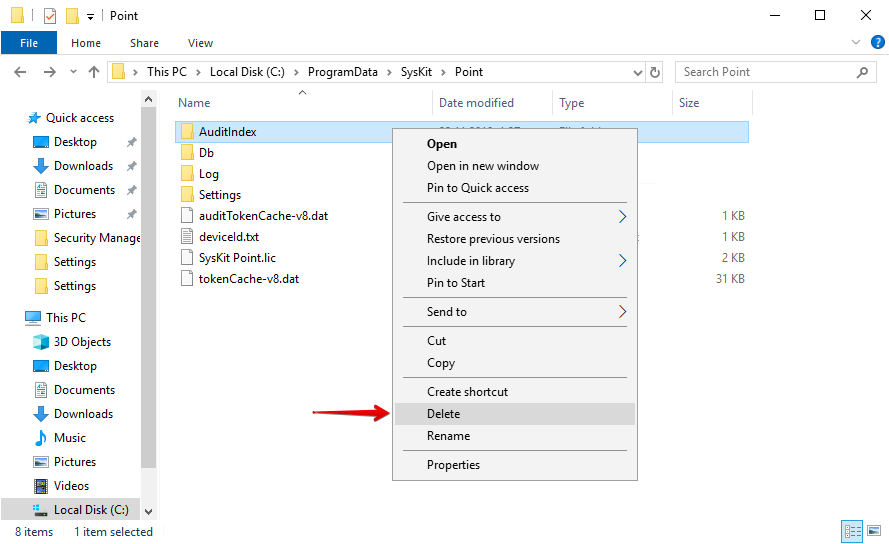 Point
File Home Share View
This PC Local Disk (C:) ProgramData SysKit Point
Search Point
Name Date modified Type Size
Quick access
Desktop
Downloads
Documents
Pictures
Security Manage
Settings
Settings
This PC
3D Objects
Desktop
Documents
Downloads
Music
Pictures
Videos
Local Disk (C:)
AuditIndex
Db
Log
Settings
auditTokenCache-v8.dat 1 KB
deviceId.txt 1 KB
SysKit Point.lic 2 KB
tokenCache-v8.dat 31 KB
Open
Open in new window
Pin to Quick access
Give access to
Restore previous versions
Include in library
Pin to Start
Send to
Cut
Copy
Create shortcut
Delete
Rename
Properties
8 items 1 item selected